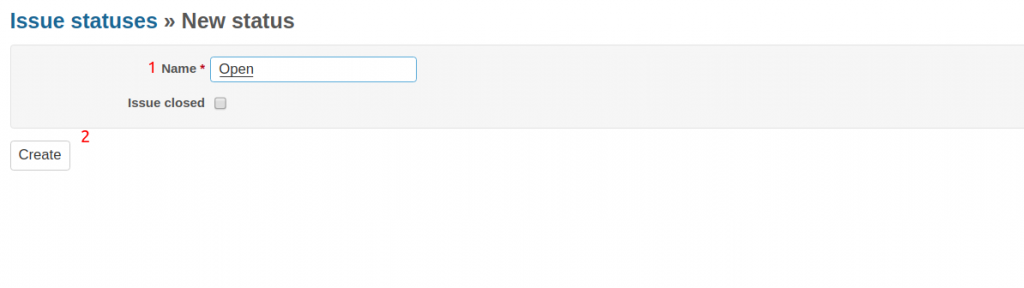 Issue statuses » New status
1 Name * Open
Issue closed
2
Create